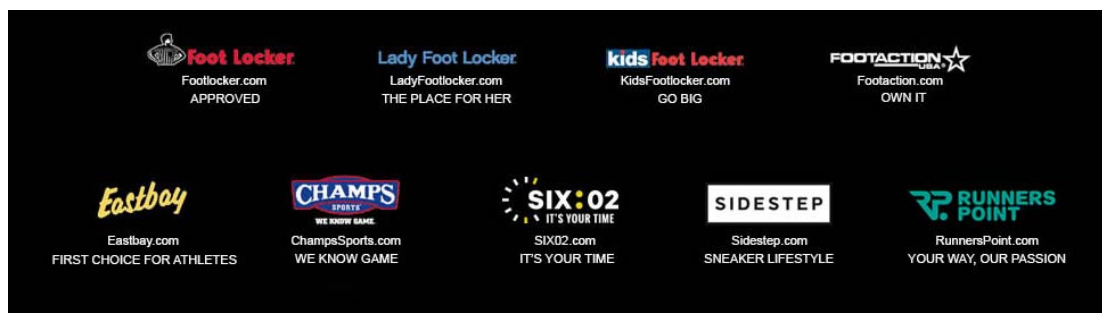 Foot Locker.
Lady Foot Locker
kids Foot Locker.
FOOTACTION USA
Footlocker.com
LadyFootlocker.com
KidsFootlocker.com
Footaction.com
APPROVED
THE PLACE FOR HER
GO BIG
OWN IT
Eastbay
CHAMPS
SPORTS
WE KNOW GAME.
SIX:02
IT'S YOUR TIME
SIDESTEP
RP RUNNERS
POINT
Eastbay.com
ChampsSports.com
SIX02.com
Sidestep.com
RunnersPoint.com
FIRST CHOICE FOR ATHLETES
WE KNOW GAME
IT'S YOUR TIME
SNEAKER LIFESTYLE
YOUR WAY, OUR PASSION